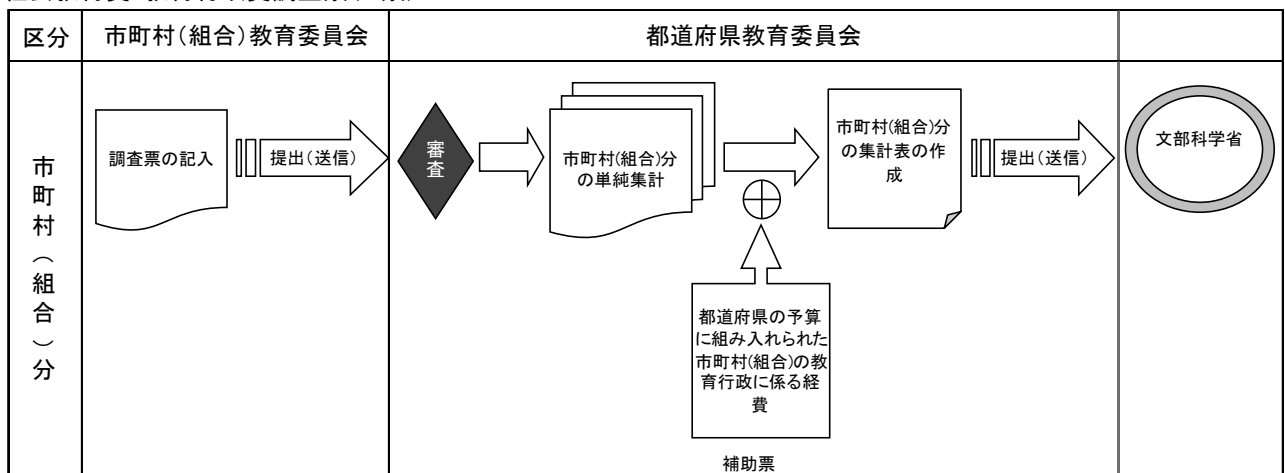 区分
市町村(組合)教育委員会
都道府県教育委員会
市町村(組合)分
調査票の記入
提出(送信)
審査
市町村(組合)分
の単純集計
市町村(組合)分
の集計表の作
成
提出(送信)
文部科学省
都道府県の予算
に組み入れられた
市町村(組合)の教
育行政に係る経
費
補助票